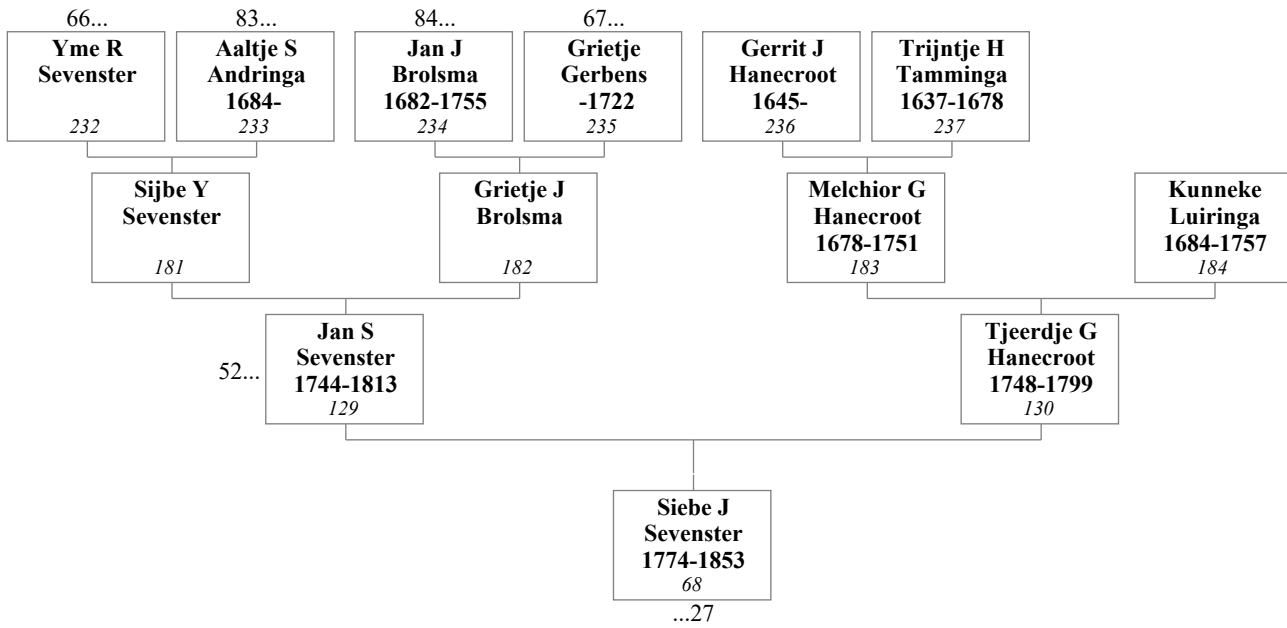 66...
83...
84...
67...
Yme R
Sevenster
232
Aaltje S
Andringa
1684-
233
Jan J
Brolsma
1682-1755
234
Grietje
Gerbens
-1722
235
Gerrit J
Hanecroot
1645-
236
Trijntje H
Tamminga
1637-1678
237
Sijbe Y
Sevenster
181
Grietje J
Brolsma
182
Melchior G
Hanecroot
1678-1751
183
Kunneke
Luiringa
1684-1757
184
52...
Jan S
Sevenster
1744-1813
129
Tjeerdje G
Hanecroot
1748-1799
130
Siebe J
Sevenster
1774-1853
68
...27